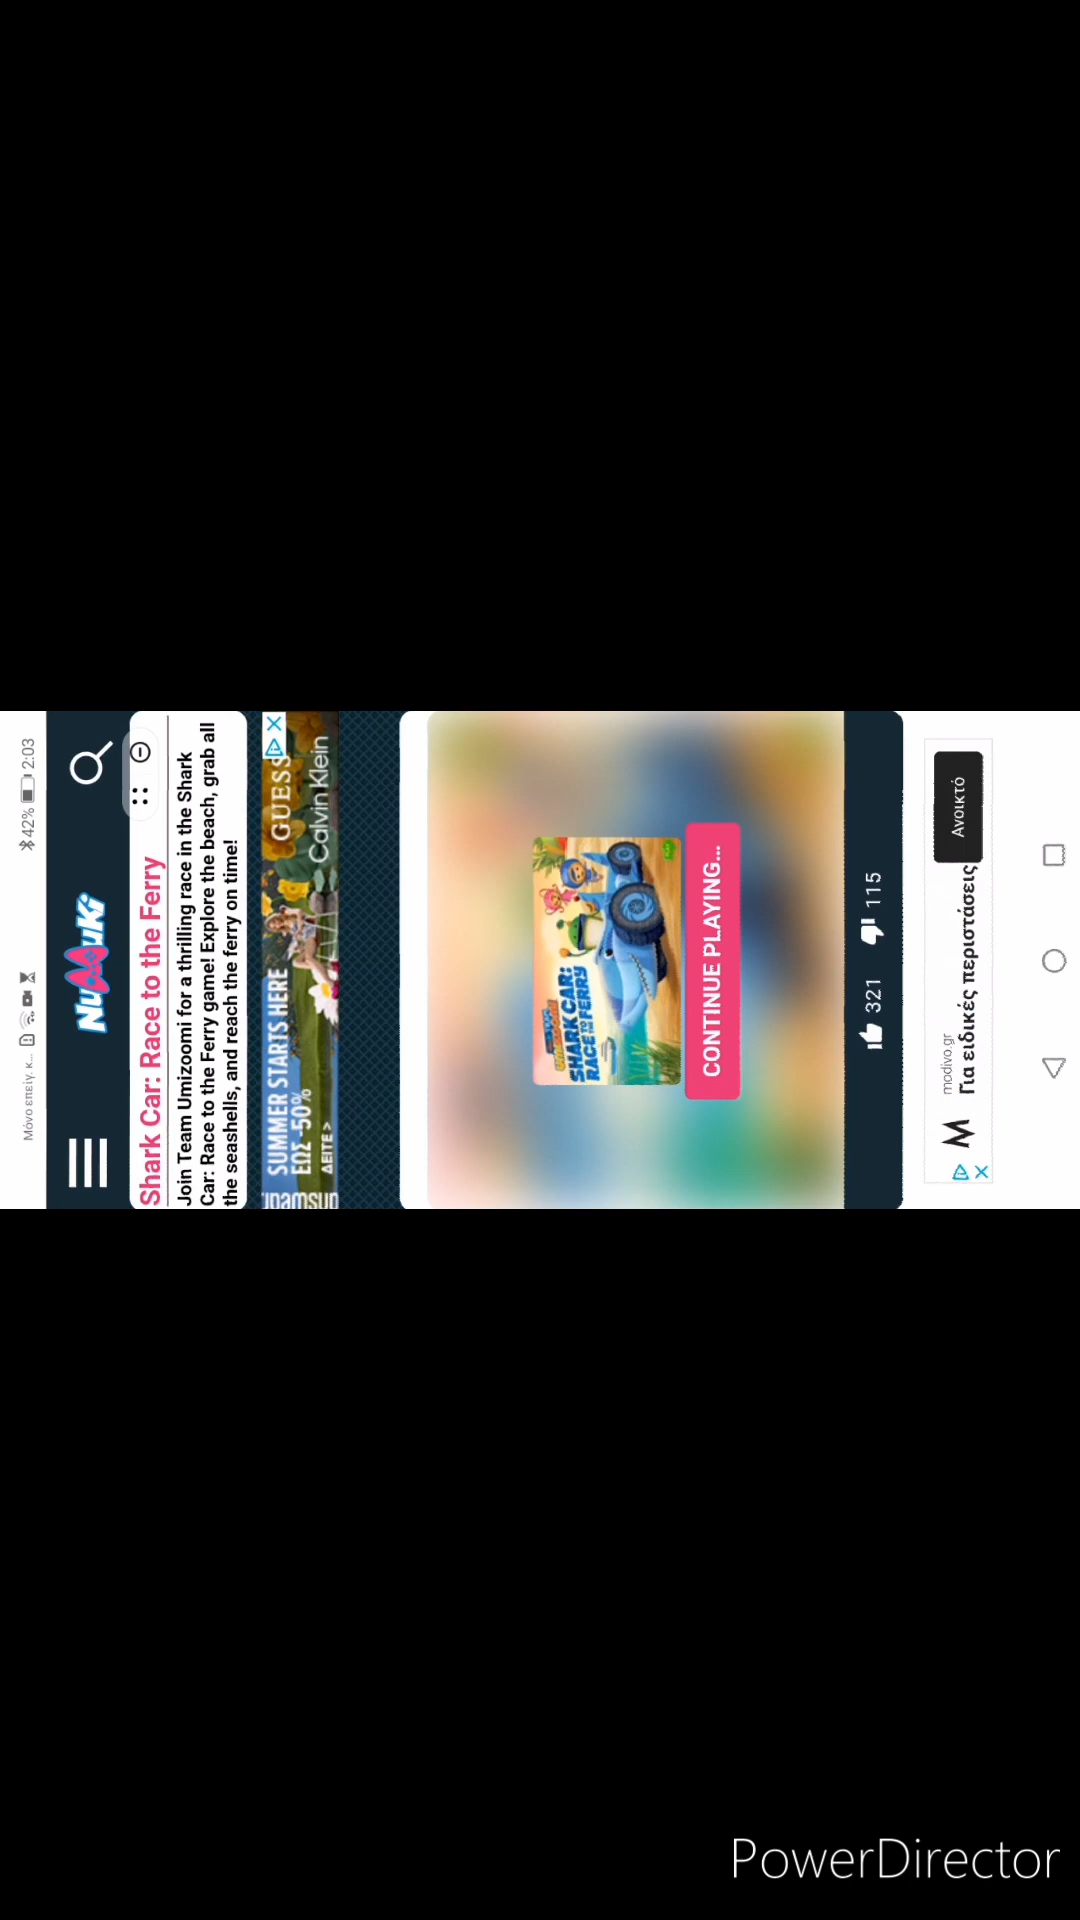 Μόνο επείγ. κ...
42% 2:03
NuMuKi
Shark Car: Race to the Ferry
Join Team Umizoomi for a thrilling race in the Shark
Car: Race to the Ferry game! Explore the beach, grab all
the seashells, and reach the ferry on time!
SUMMER STARTS HERE
ΕΩΣ -50%
ΔΕΙΤΕ >
GUESS
Calvin Klein
SHARK CAR:
RACE TO THE FERRY
CONTINUE PLAYING...
321 115
modivo.gr
Για ειδικές περιστάσεις
Ανοικτό
PowerDirector